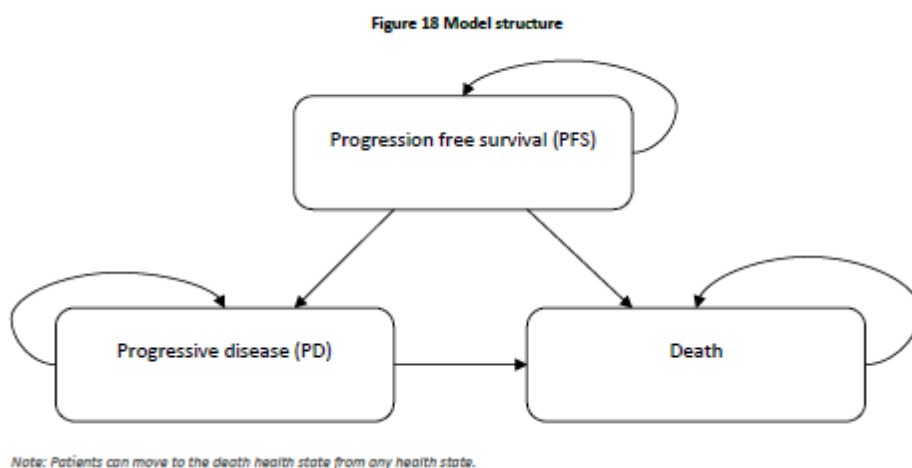 Figure 18 Model structure
Progression free survival (PFS)
Progressive disease (PD)
Death
Note: Patients can move to the death health state from any health state.